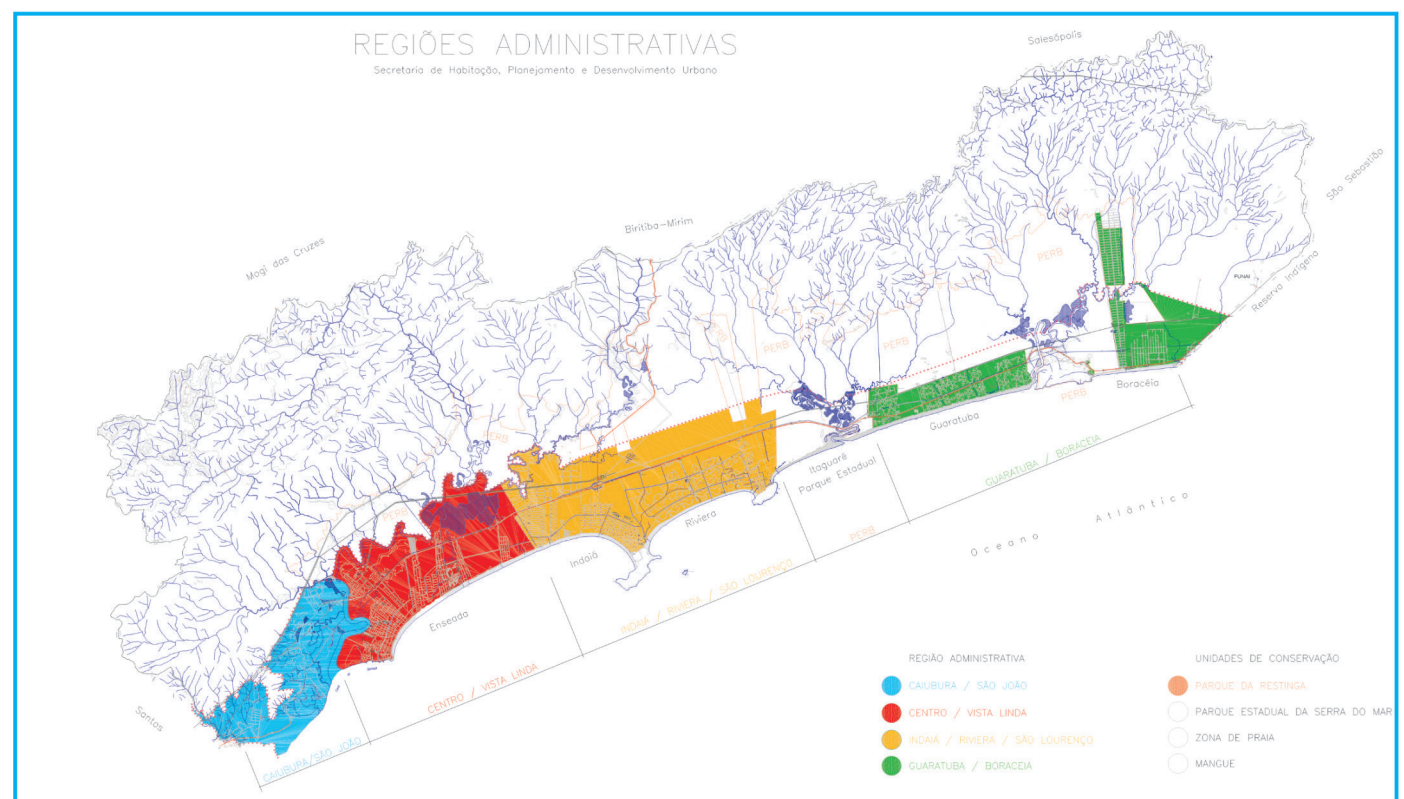 REGIÕES ADMINISTRATIVAS
Secretaria de Habitação, Planejamento e Desenvolvimento Urbano
Salesópolis
São Sebastião
Biritiba-Mirim
Mogi das Cruzes
PERB
FUNAI
Reserva Indígena
PERB
PERB
PERB
PERB
PERB
Boracéia
Guaratuba
PERB
Itaguaré
Parque Estadual
GUARATUBA / BORACEIA
Atlântico
Oceano
Riviera
PERB
Indaiá
INDAIÁ / RIVIERA / SÃO LOURENÇO
PERB
Enseada
CENTRO / VISTA LINDA
Santos
CAIUBURA/SÃO JOÃO
REGIÃO ADMINISTRATIVA
CAIUBURA / SÃO JOÃO
CENTRO / VISTA LINDA
INDAIA / RIVIERA / SÃO LOURENÇO
GUARATUBA / BORACEIA
UNIDADES DE CONSERVAÇÃO
PARQUE DA RESTINGA
PARQUE ESTADUAL DA SERRA DO MAR
ZONA DE PRAIA
MANGUE